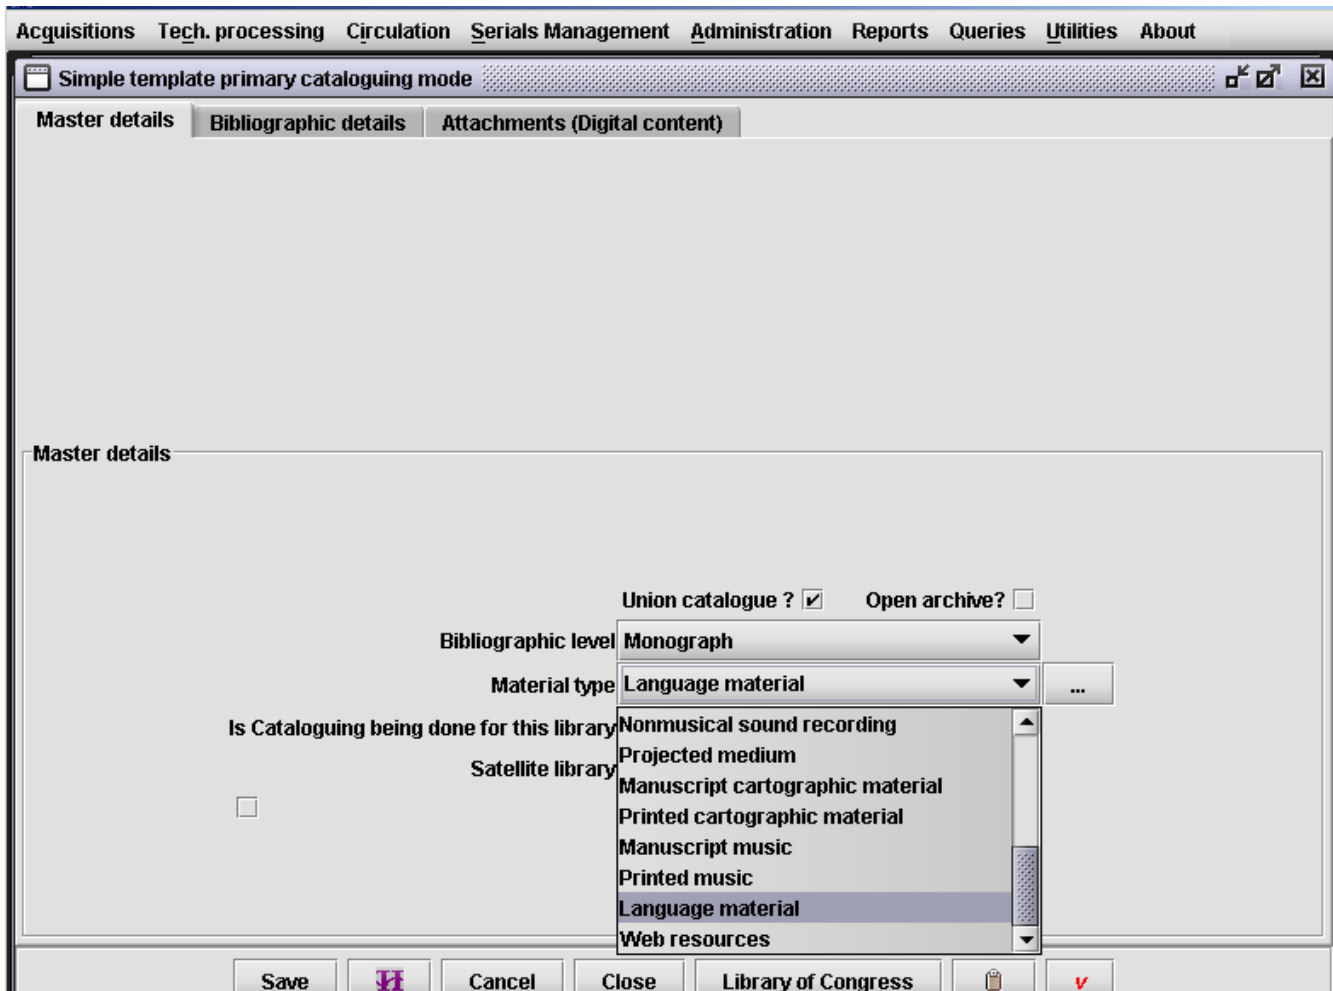 Acquisitions Tech. processing Circulation Serials Management Administration Reports Queries Utilities About
Simple template primary cataloguing mode
Master details Bibliographic details Attachments (Digital content)
Master details
Union catalogue ? Open archive?
Bibliographic level Monograph
Material type Language material ...
Is Cataloguing being done for this library Nonmusical sound recording
Projected medium
Satellite library
Manuscript cartographic material
Printed cartographic material
Manuscript music
Printed music
Language material
Web resources
Save Cancel Close Library of Congress v